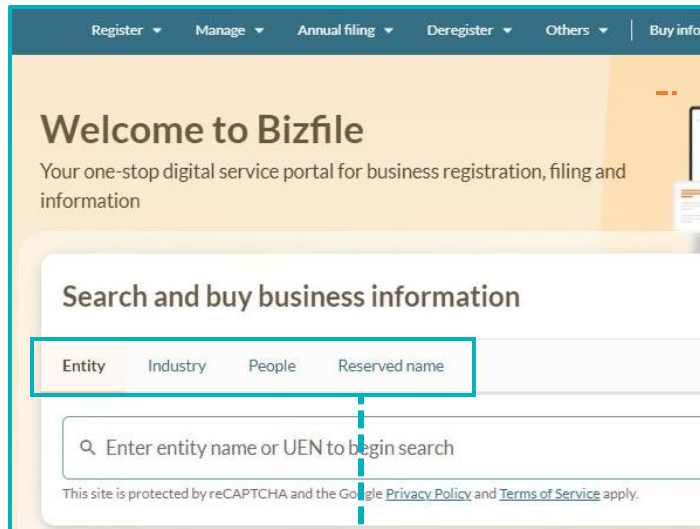 Register Manage Annual filing Deregister Others Buy info
Welcome to Bizfile
Your one-stop digital service portal for business registration, filing and
information
Search and buy business information
Entity Industry People Reserved name
Enter entity name or UEN to begin search
This site is protected by reCAPTCHA and the Google Privacy Policy and Terms of Service apply.